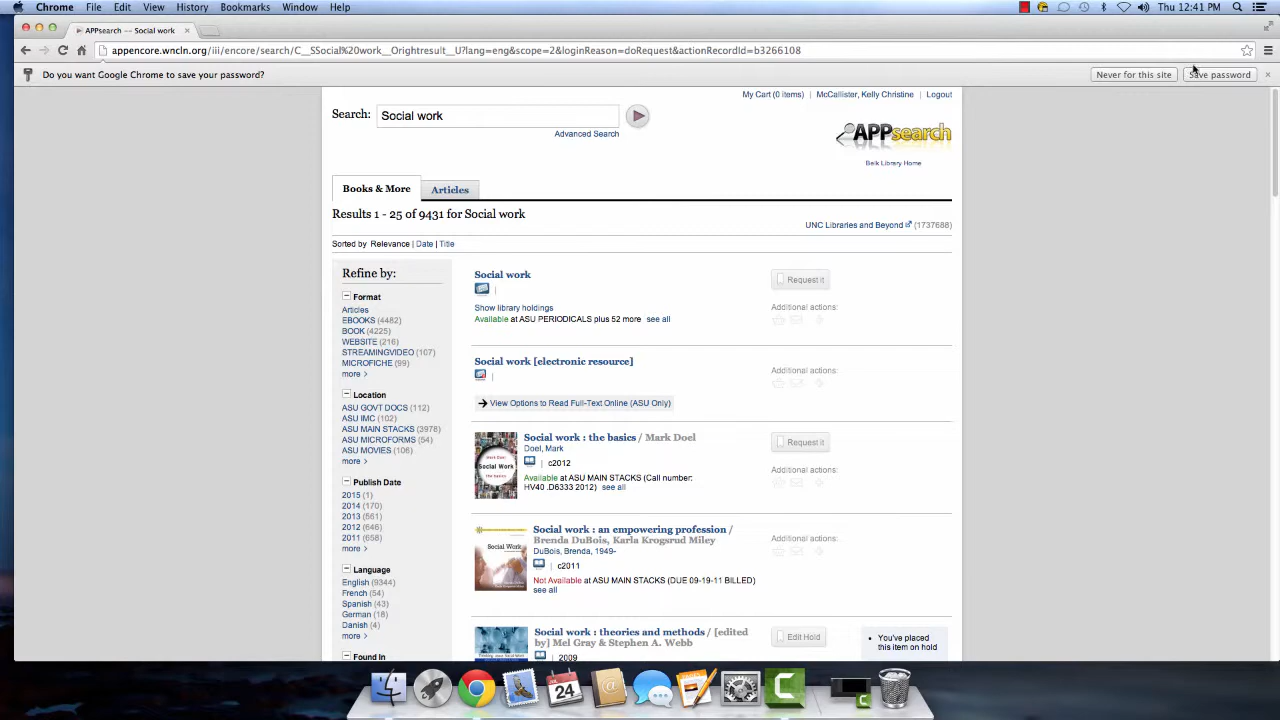 Chrome File Edit View History Bookmarks Window Help Thu 12:41 PM
APPsearch -- Social work
appencore.wncln.org/iii/encore/search/C__SSocial%20work__Orightresult__U?lang=eng&scope=2&loginReason=doRequest&actionRecordId=b3266108
Do you want Google Chrome to save your password? Never for this site Save password
My Cart (0 items) | McCallister, Kelly Christine | Logout
Search: Social work
Advanced Search
APPsearch
Belk Library Home
Books & More Articles
Results 1 - 25 of 9431 for Social work
UNC Libraries and Beyond (1737688)
Sorted by Relevance | Date | Title
Refine by:
Format
Articles
EBOOKS (4482)
BOOK (4225)
WEBSITE (216)
STREAMINGVIDEO (107)
MICROFICHE (99)
more >
Location
ASU GOVT DOCS (112)
ASU IMC (102)
ASU MAIN STACKS (3978)
ASU MICROFORMS (54)
ASU MOVIES (106)
more >
Publish Date
2015 (1)
2014 (170)
2013 (561)
2012 (646)
2011 (658)
more >
Language
English (9344)
French (54)
Spanish (43)
German (18)
Danish (4)
more >
Found In
Social work
|
Show library holdings
Available at ASU PERIODICALS plus 52 more see all
Request it
Additional actions:
Social work [electronic resource]
|
View Options to Read Full-Text Online (ASU Only)
Additional actions:
Social work : the basics / Mark Doel
Doel, Mark
| c2012
Available at ASU MAIN STACKS (Call number:
HV40 .D6333 2012) see all
Request it
Additional actions:
mark Doel
Social Work
the basics
Social work : an empowering profession /
Brenda DuBois, Karla Krogsrud Miley
DuBois, Brenda, 1949-
| c2011
Not Available at ASU MAIN STACKS (DUE 09-19-11 BILLED)
see all
Additional actions:
Social Work
Social work : theories and methods / [edited
by] Mel Gray & Stephen A. Webb
| 2009
Edit Hold
You've placed
this item on hold
JUL
24